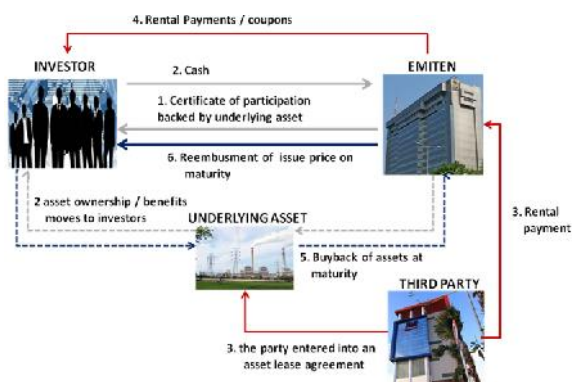 4. Rental Payments / coupons
INVESTOR
EMITEN
2. Cash
1. Certificate of participation
backed by underlying asset
6. Reembusment of issue price on
maturity
2 asset ownership / benefits
moves to investors
UNDERLYING ASSET
3. Rental
payment
5. Buyback of assets at
maturity
THIRD PARTY
3. the party entered into an
asset lease agreement